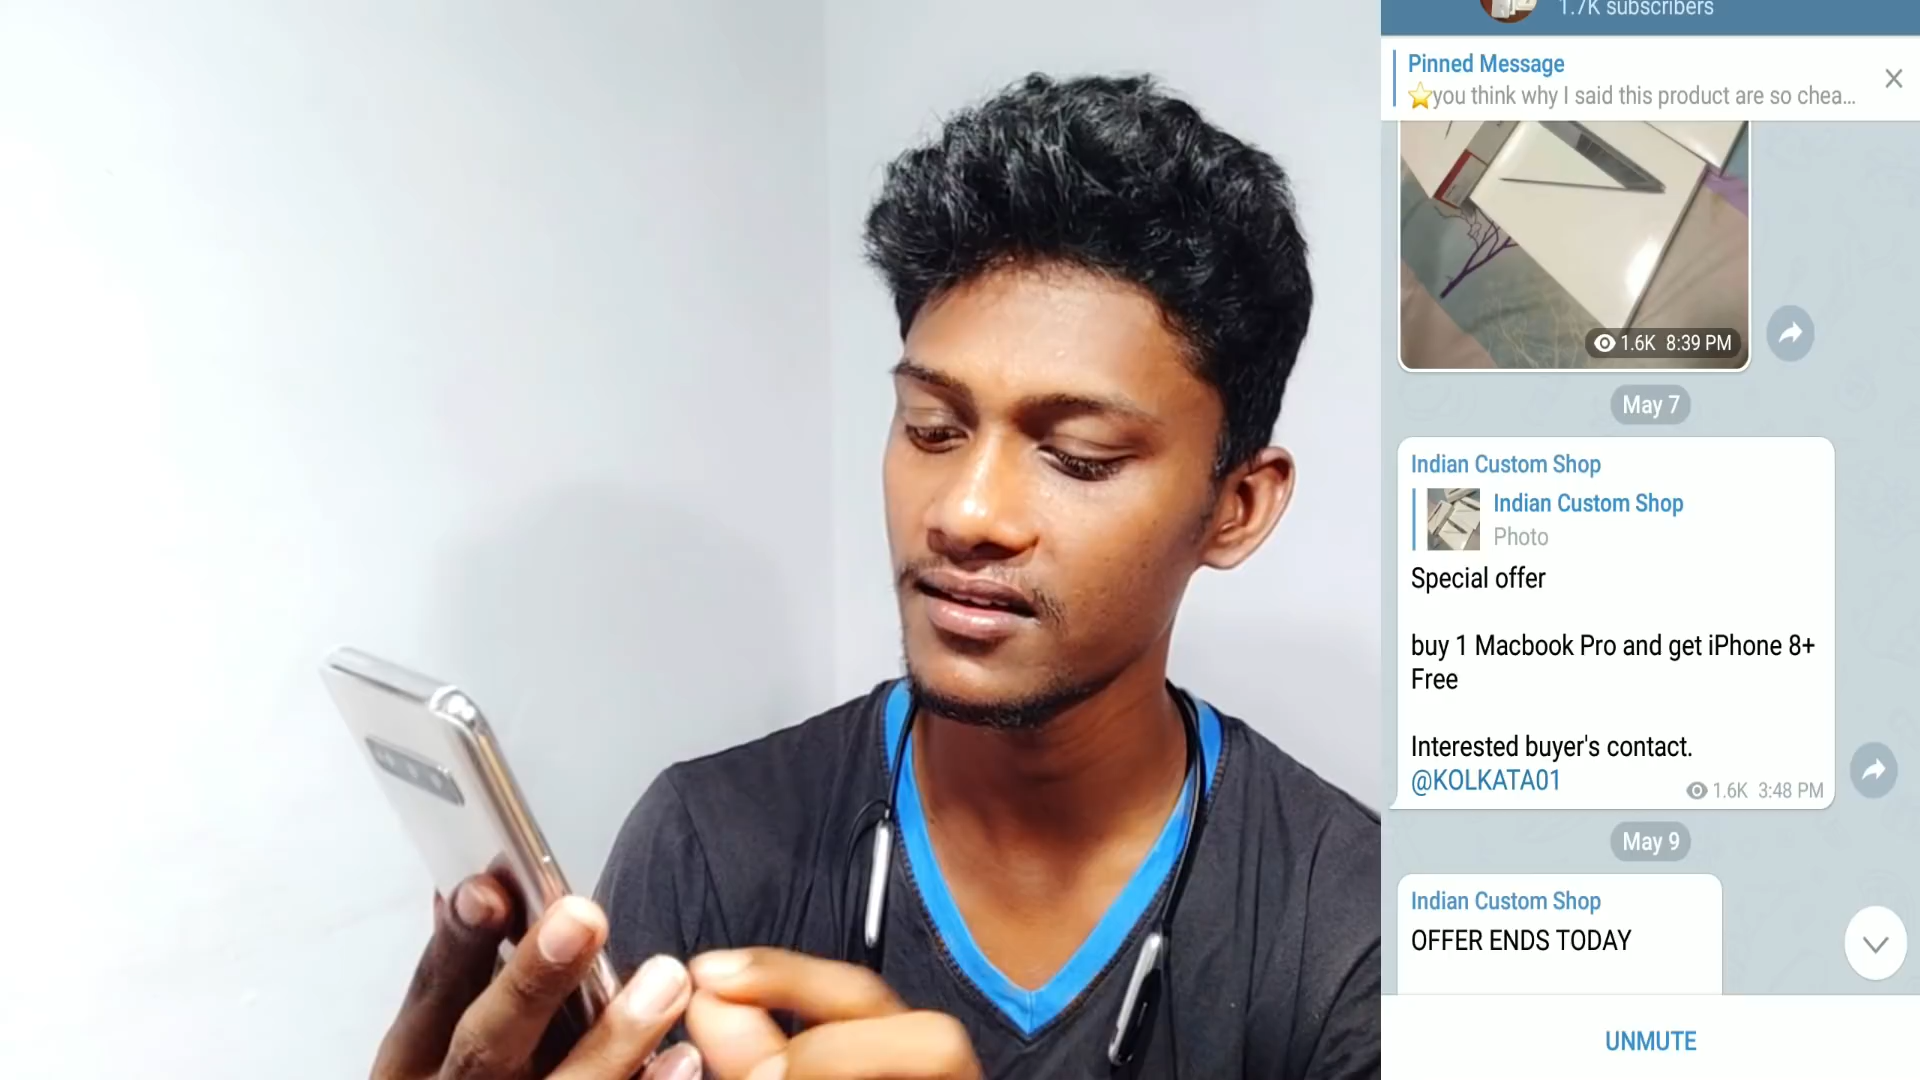 1.7K subscribers
Pinned Message
⭐you think why I said this product are so chea...
1.6K 8:39 PM
May 7
Indian Custom Shop
Indian Custom Shop
Photo
Special offer
buy 1 Macbook Pro and get iPhone 8+
Free
Interested buyer's contact.
@KOLKATA01
1.6K 3:48 PM
May 9
Indian Custom Shop
OFFER ENDS TODAY
UNMUTE